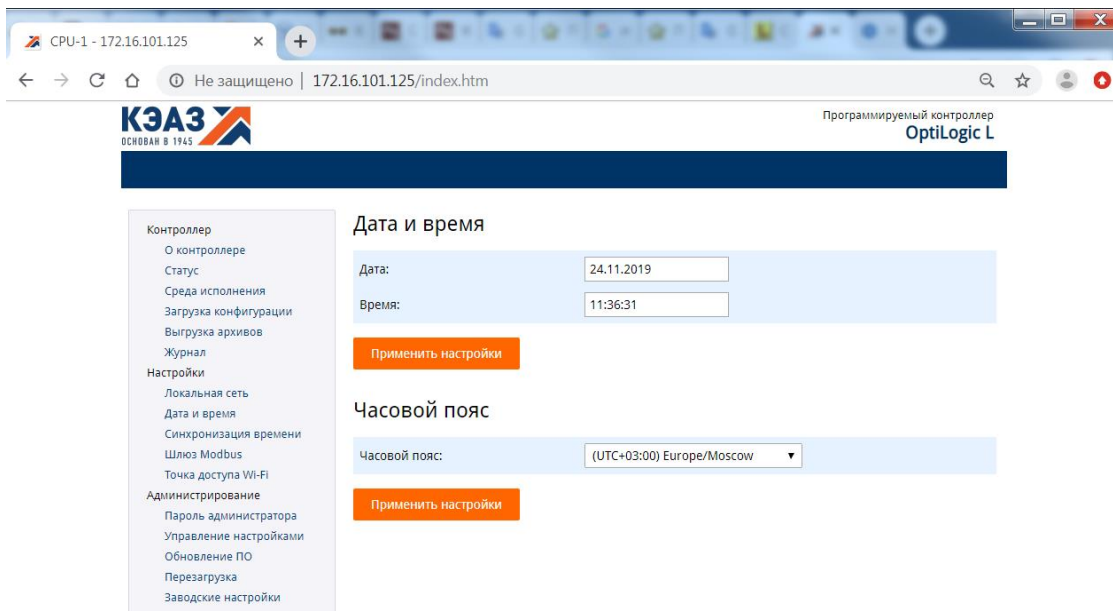 CPU-1 - 172.16.101.125
Не защищено | 172.16.101.125/index.htm
КЭАЗ
ОСНОВАН В 1945
Программируемый контроллер
OptiLogic L
Контроллер
О контроллере
Статус
Среда исполнения
Загрузка конфигурации
Выгрузка архивов
Журнал
Настройки
Локальная сеть
Дата и время
Синхронизация времени
Шлюз Modbus
Точка доступа Wi-Fi
Администрирование
Пароль администратора
Управление настройками
Обновление ПО
Перезагрузка
Заводские настройки
Дата и время
Дата: 24.11.2019
Время: 11:36:31
Применить настройки
Часовой пояс
Часовой пояс: (UTC+03:00) Europe/Moscow
Применить настройки